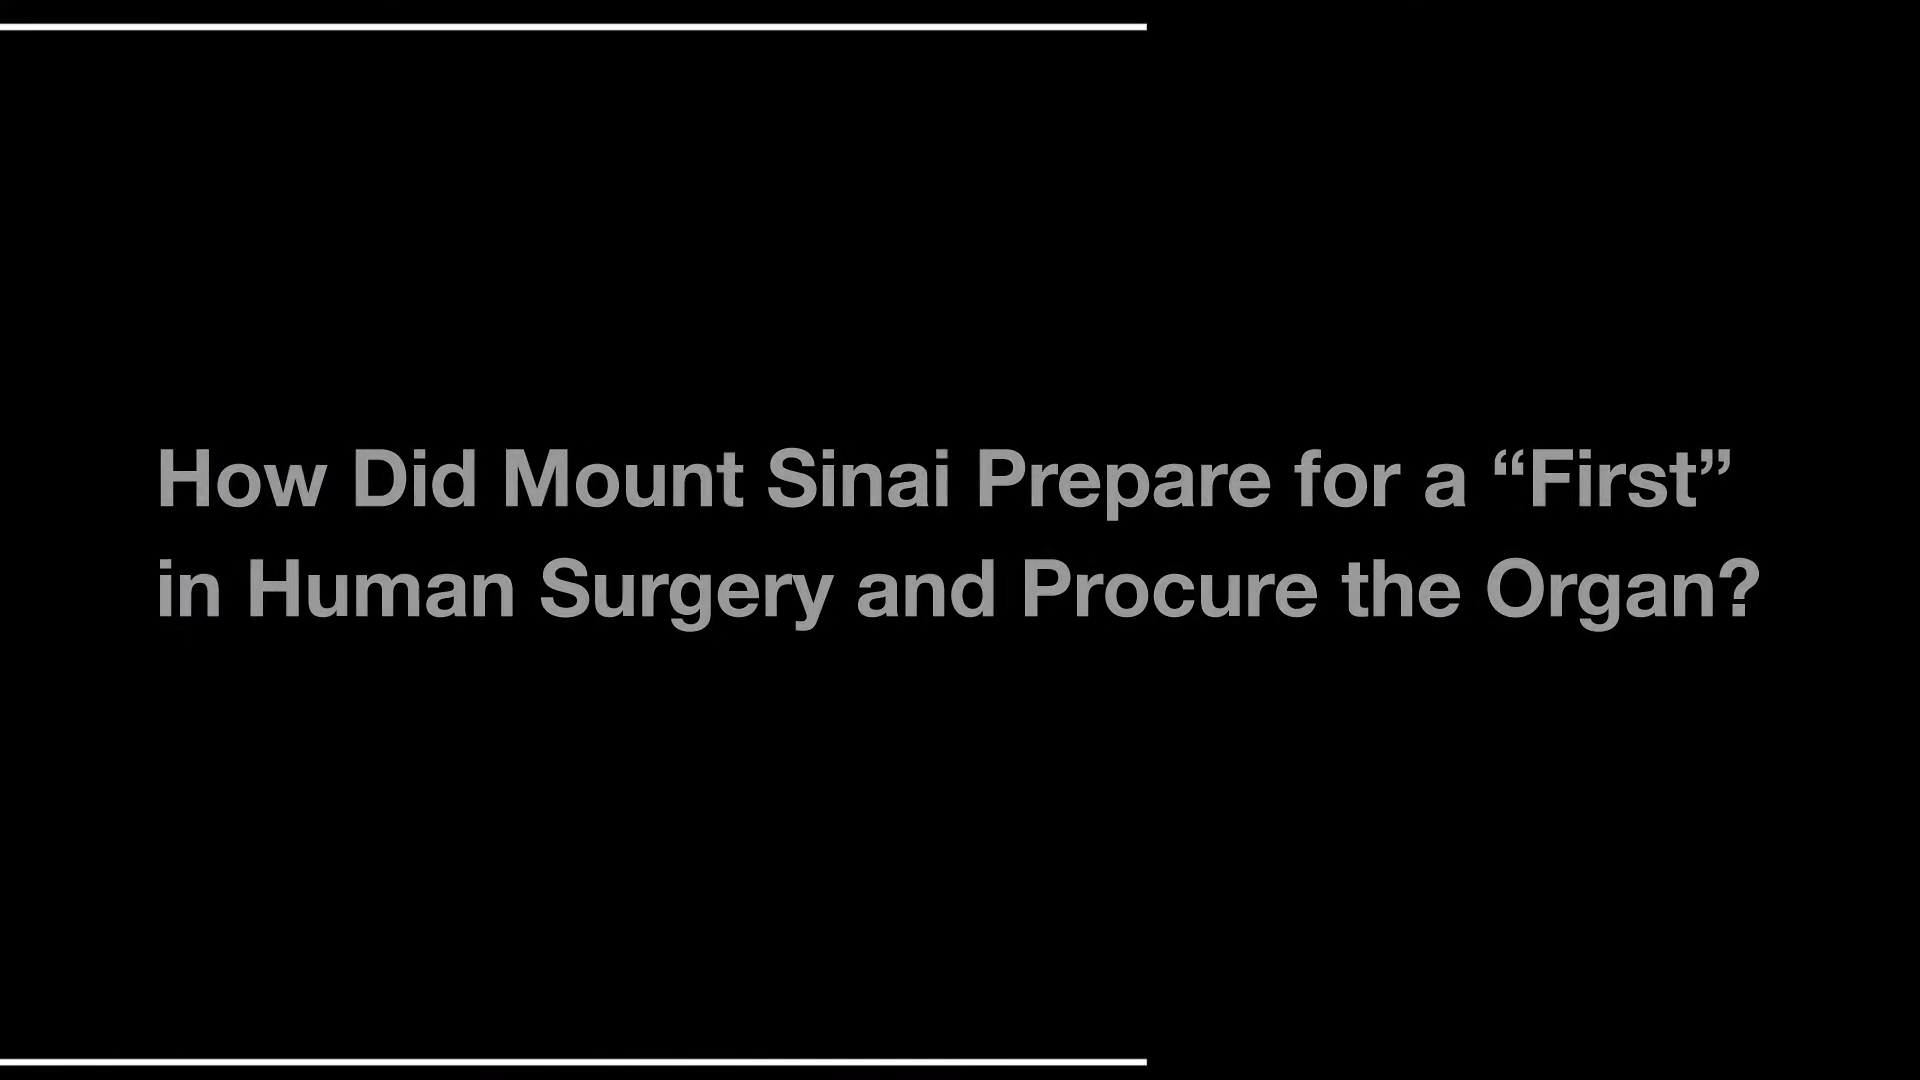 How Did Mount Sinai Prepare for a “First”
in Human Surgery and Procure the Organ?